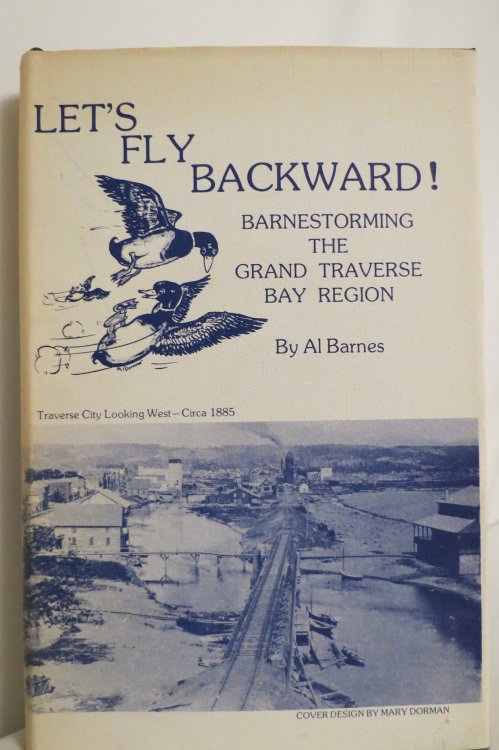 LET'S
FLY
BACKWARD!
BARNESTORMING
THE
GRAND TRAVERSE
BAY REGION
By Al Barnes
Traverse City Looking West—Circa 1885
COVER DESIGN BY MARY DORMAN